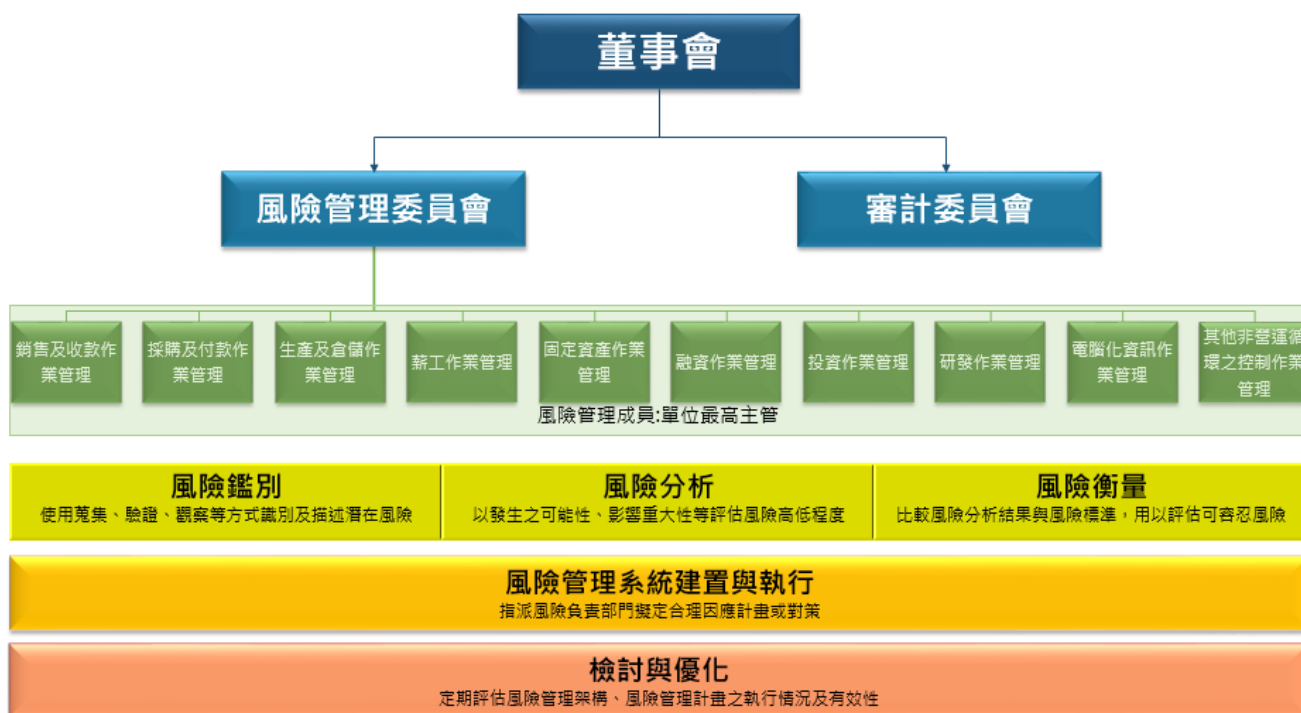 董事會
風險管理委員會
審計委員會
銷售及收款作
業管理
採購及付款作
業管理
生產及倉儲作
業管理
薪工作業管理
固定資產作業
管理
融資作業管理
投資作業管理
研發作業管理
電腦化資訊作
業管理
其他非營運循
環之控制作業
管理
風險管理成員:單位最高主管
風險鑑別
使用蒐集、驗證、觀察等方式識別及描述潛在風險
風險分析
以發生之可能性、影響重大性等評估風險高低程度
風險衡量
比較風險分析結果與風險標準，用以評估可容忍風險
風險管理系統建置與執行
指派風險負責部門擬定合理因應計畫或對策
檢討與優化
定期評估風險管理架構、風險管理計畫之執行情況及有效性